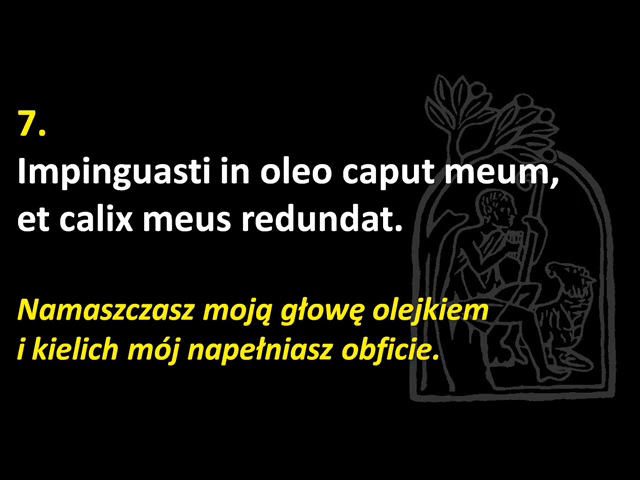 7.
Impinguasti in oleo caput meum,
et calix meus redundat.
Namaszczasz moją głowę olejkiem
i kielich mój napełniasz obficie.